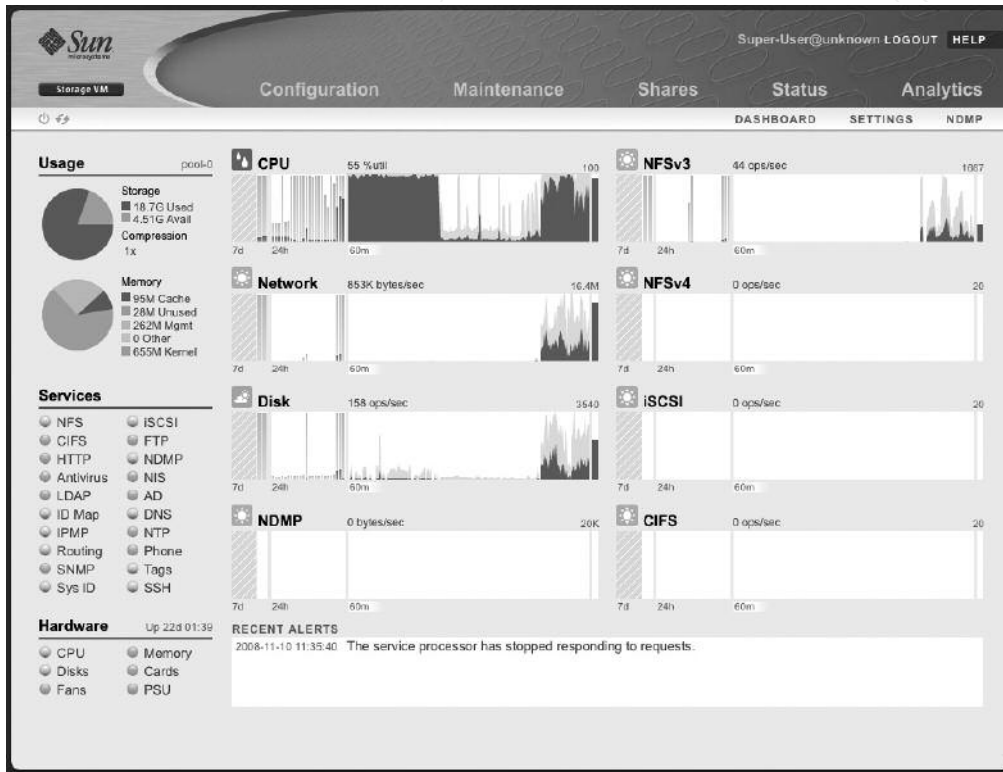 Sun
microsystems
Super-User@unknown LOGOUT HELP
Storage VM
Configuration Maintenance Shares Status Analytics
DASHBOARD SETTINGS NDMP
Usage pool-0
Storage
18.7G Used
4.51G Avail
Compression
1x
Memory
95M Cache
28M Unused
262M Mgmt
0 Other
655M Kernel
Services
NFS iSCSI
CIFS FTP
HTTP NDMP
Antivirus NIS
LDAP AD
ID Map DNS
IPMP NTP
Routing Phone
SNMP Tags
Sys ID SSH
Hardware Up 22d 01:39
CPU Memory
Disks Cards
Fans PSU
CPU 55 %util 100
7d 24h 60m
NFSv3 44 ops/sec 1667
7d 24h 60m
Network 853K bytes/sec 16.4M
7d 24h 60m
NFSv4 0 ops/sec 20
7d 24h 60m
Disk 158 ops/sec 3540
7d 24h 60m
iSCSI 0 ops/sec 20
7d 24h 60m
NDMP 0 bytes/sec 20K
7d 24h 60m
CIFS 0 ops/sec 20
7d 24h 60m
RECENT ALERTS
2008-11-10 11:35:40 The service processor has stopped responding to requests.